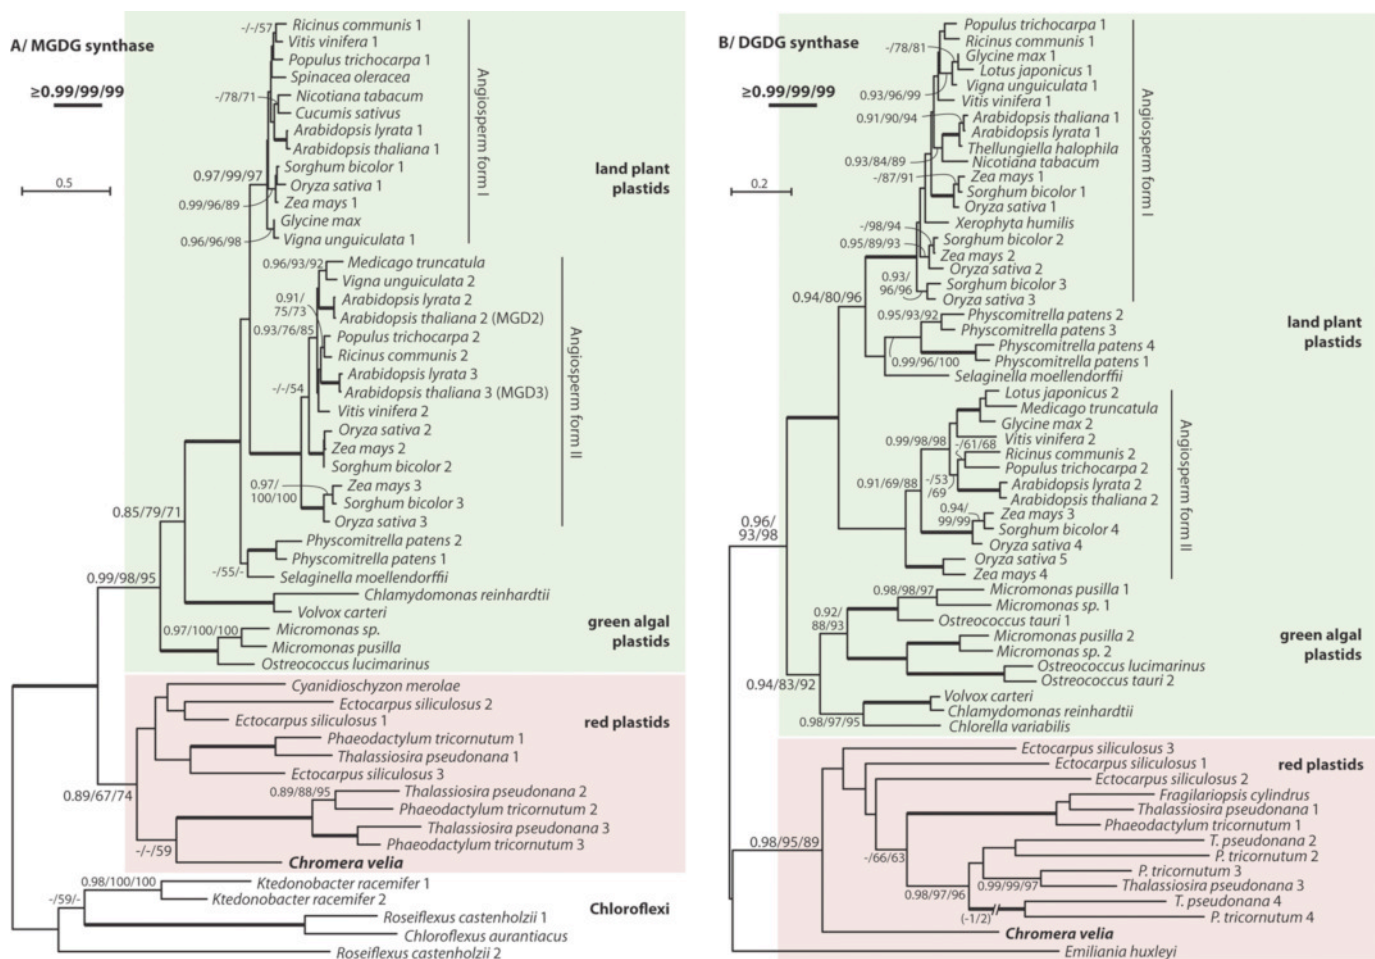 A/ MGDG synthase
≥0.99/99/99
0.5
-/-/57
Ricinus communis 1
Vitis vinifera 1
Populus trichocarpa 1
Spinacea oleracea
-/78/71
Nicotiana tabacum
Cucumis sativus
Arabidopsis lyrata 1
Arabidopsis thaliana 1
0.97/99/97
Sorghum bicolor 1
Oryza sativa 1
0.99/96/89
Zea mays 1
Glycine max
0.96/96/98
Vigna unguiculata 1
Angiosperm form I
land plant
plastids
0.96/93/92
Medicago truncatula
Vigna unguiculata 2
0.91/
75/73
Arabidopsis lyrata 2
Arabidopsis thaliana 2 (MGD2)
0.93/76/85
Populus trichocarpa 2
Ricinus communis 2
Arabidopsis lyrata 3
-/-/54
Arabidopsis thaliana 3 (MGD3)
Vitis vinifera 2
Oryza sativa 2
Zea mays 2
Sorghum bicolor 2
0.97/
100/100
Zea mays 3
Sorghum bicolor 3
Oryza sativa 3
Angiosperm form II
0.85/79/71
Physcomitrella patens 2
Physcomitrella patens 1
-/55/-
Selaginella moellendorffii
0.99/98/95
Chlamydomonas reinhardtii
Volvox carteri
0.97/100/100
Micromonas sp.
Micromonas pusilla
Ostreococcus lucimarinus
green algal
plastids
Cyanidioschyzon merolae
Ectocarpus siliculosus 2
Ectocarpus siliculosus 1
red plastids
Phaeodactylum tricornutum 1
Thalassiosira pseudonana 1
Ectocarpus siliculosus 3
0.89/67/74
0.89/88/95
Thalassiosira pseudonana 2
Phaeodactylum tricornutum 2
Thalassiosira pseudonana 3
Phaeodactylum tricornutum 3
-/-/59
Chromera velia
0.98/100/100
Ktedonobacter racemifer 1
-/59/-
Ktedonobacter racemifer 2
Chloroflexi
Roseiflexus castenholzii 1
Chloroflexus aurantiacus
Roseiflexus castenholzii 2
B/ DGDG synthase
≥0.99/99/99
0.2
Populus trichocarpa 1
Ricinus communis 1
-/78/81
Glycine max 1
Lotus japonicus 1
Vigna unguiculata 1
0.93/96/99
Vitis vinifera 1
0.91/90/94
Arabidopsis thaliana 1
Arabidopsis lyrata 1
Thellungiella halophila
0.93/84/89
Nicotiana tabacum
-/87/91
Zea mays 1
Sorghum bicolor 1
Oryza sativa 1
Xerophyta humilis
-/98/94
Sorghum bicolor 2
0.95/89/93
Zea mays 2
Oryza sativa 2
0.93/
96/96
Sorghum bicolor 3
Oryza sativa 3
Angiosperm form I
0.94/80/96
0.95/93/92
Physcomitrella patens 2
Physcomitrella patens 3
Physcomitrella patens 4
0.99/96/100
Physcomitrella patens 1
Selaginella moellendorffii
land plant
plastids
Lotus japonicus 2
Medicago truncatula
Glycine max 2
0.99/98/98
-/61/68
Vitis vinifera 2
Ricinus communis 2
Populus trichocarpa 2
0.91/69/88
-/53
/69
Arabidopsis lyrata 2
Arabidopsis thaliana 2
0.94/
99/99
Zea mays 3
Sorghum bicolor 4
Oryza sativa 4
Oryza sativa 5
Zea mays 4
Angiosperm form II
0.96/
93/98
0.98/98/97
Micromonas pusilla 1
Micromonas sp. 1
0.92/
88/93
Ostreococcus tauri 1
Micromonas pusilla 2
Micromonas sp. 2
Ostreococcus lucimarinus
Ostreococcus tauri 2
green algal
plastids
0.94/83/92
Volvox carteri
Chlamydomonas reinhardtii
0.98/97/95
Chlorella variabilis
Ectocarpus siliculosus 3
Ectocarpus siliculosus 1
red plastids
Ectocarpus siliculosus 2
Fragilariopsis cylindrus
Thalassiosira pseudonana 1
Phaeodactylum tricornutum 1
0.98/95/89
-/66/63
T. pseudonana 2
P. tricornutum 2
P. tricornutum 3
0.98/97/96
0.99/99/97
Thalassiosira pseudonana 3
T. pseudonana 4
(-1/2)
P. tricornutum 4
Chromera velia
Emiliania huxleyi